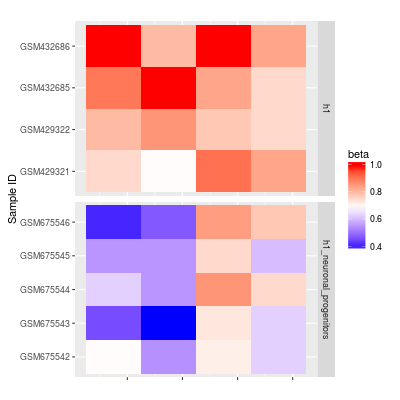 GSM432686
GSM432685
GSM429322
GSM429321
h1
GSM675546
GSM675545
GSM675544
GSM675543
GSM675542
h1_neuronal_progenitors
Sample ID
beta
1.0
0.8
0.6
0.4